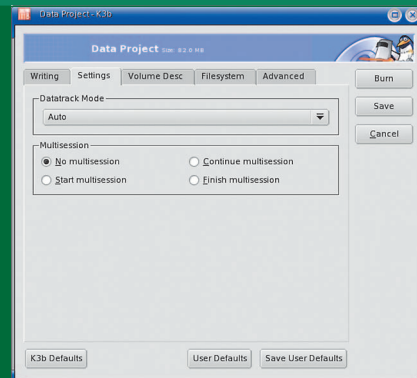 Data Project - K3b
Data Project Size: 82.0 MB
Writing Settings Volume Desc Filesystem Advanced
Burn
Save
Cancel
Datatrack Mode
Auto
Multisession
No multisession Continue multisession
Start multisession Finish multisession
K3b Defaults User Defaults Save User Defaults